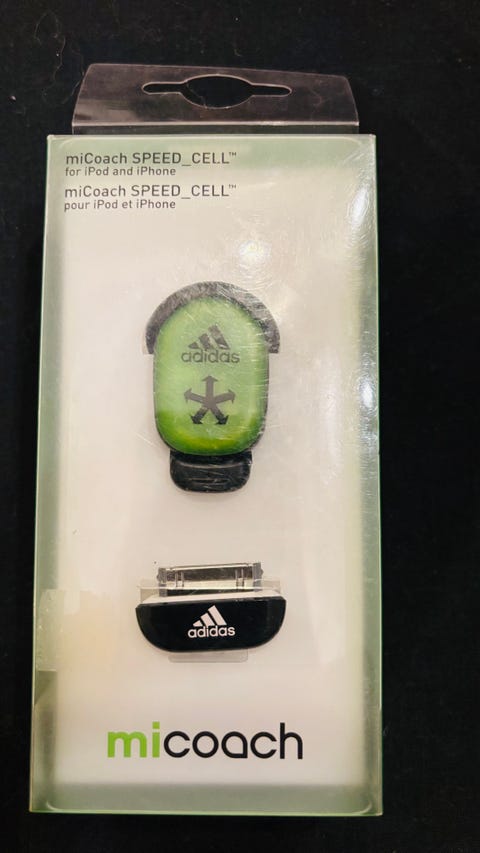 miCoach SPEED_CELL™
for iPod and iPhone
miCoach SPEED_CELL™
pour iPod et iPhone
adidas
adidas
micoach